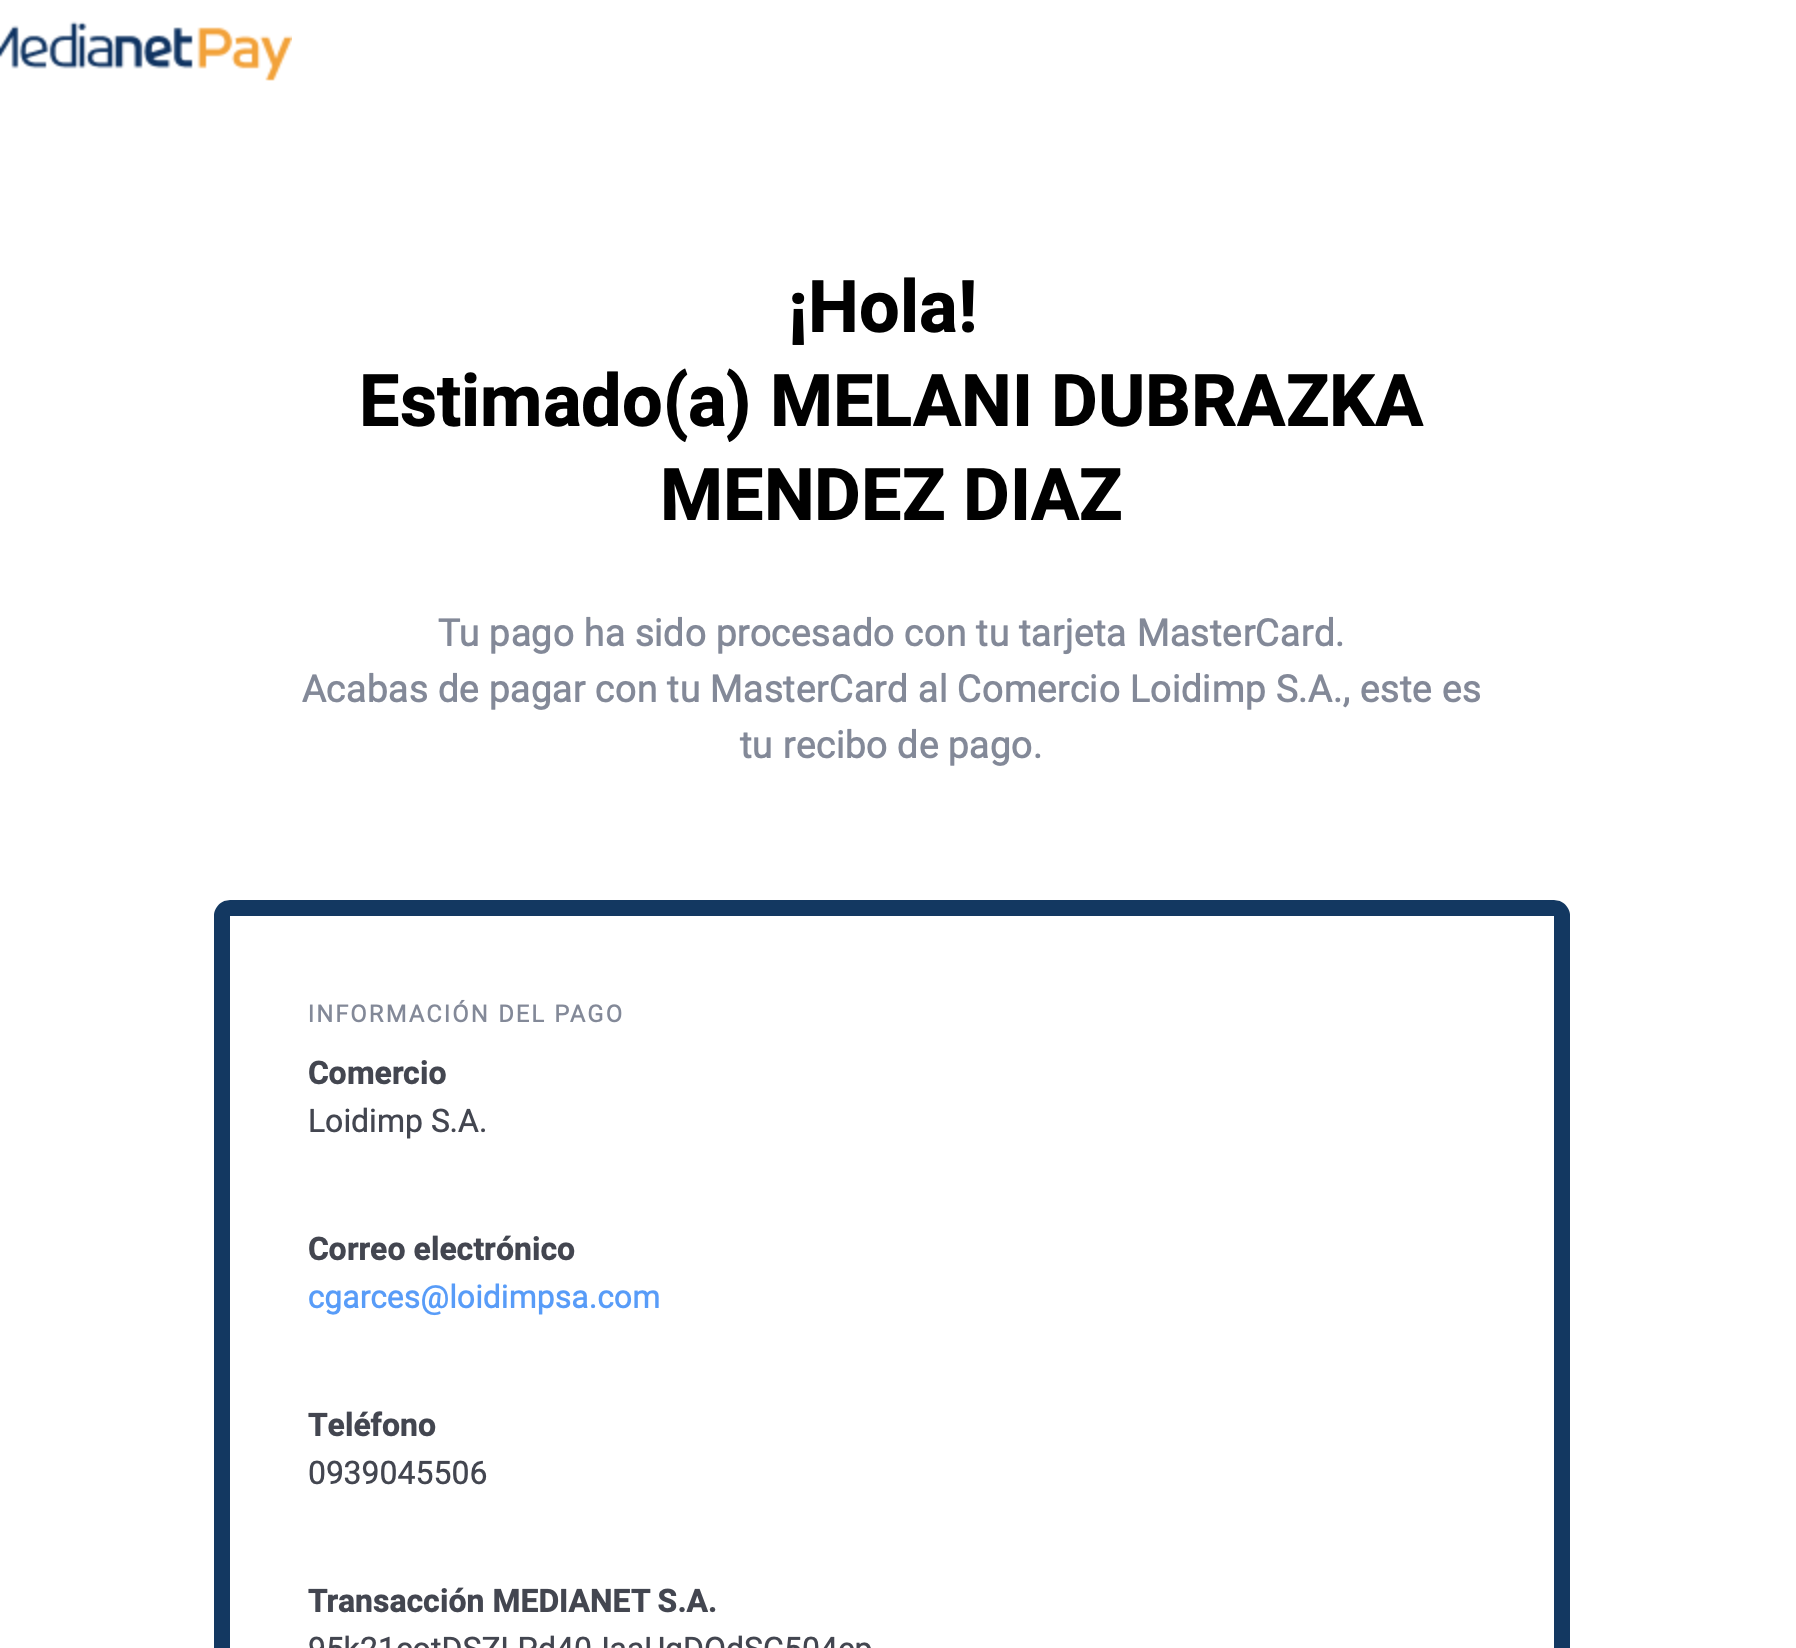 MedianetPay
¡Hola!
Estimado(a) MELANI DUBRAZKA
MENDEZ DIAZ
Tu pago ha sido procesado con tu tarjeta MasterCard.
Acabas de pagar con tu MasterCard al Comercio Loidimp S.A., este es
tu recibo de pago.
INFORMACIÓN DEL PAGO
Comercio
Loidimp S.A.
Correo electrónico
cgarces@loidimpsa.com
Teléfono
0939045506
Transacción MEDIANET S.A.